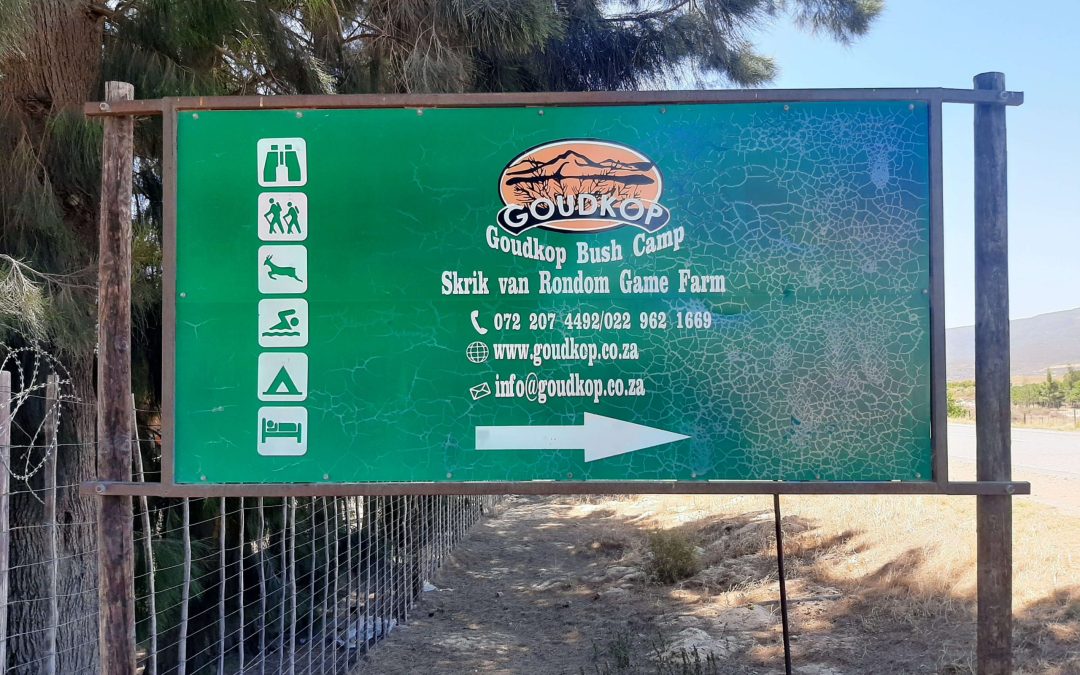 GOUDKOP
Goudkop Bush Camp
Skrik van Rondom Game Farm
072 207 4492/022 962 1669
www.goudkop.co.za
info@goudkop.co.za